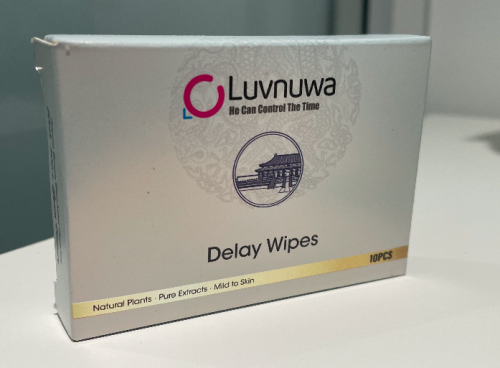 Luvnuwa
He Can Control The Time
Delay Wipes
10PCS
Natural Plants · Pure Extracts · Mild to Skin